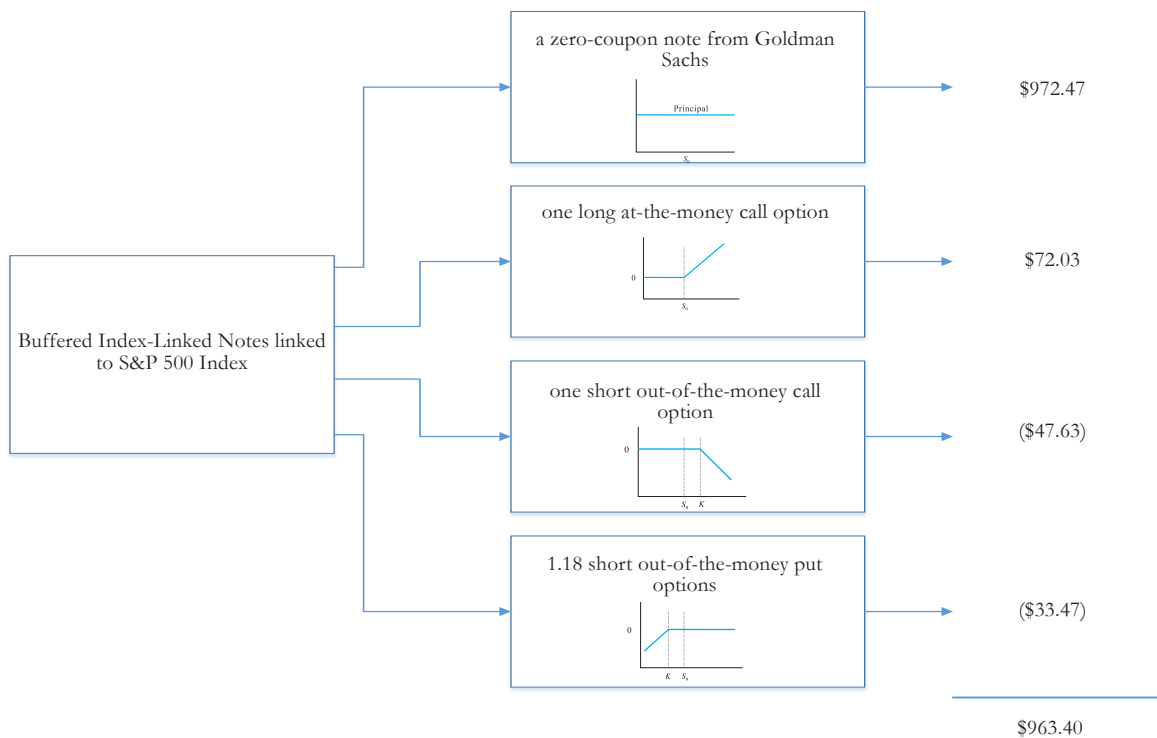 a zero-coupon note from Goldman
Sachs
Principal
S₀
$972.47
one long at-the-money call option
0
S₀
$72.03
Buffered Index-Linked Notes linked
to S&P 500 Index
one short out-of-the-money call
option
0
S₀ K
($47.63)
1.18 short out-of-the-money put
options
0
K S₀
($33.47)
$963.40